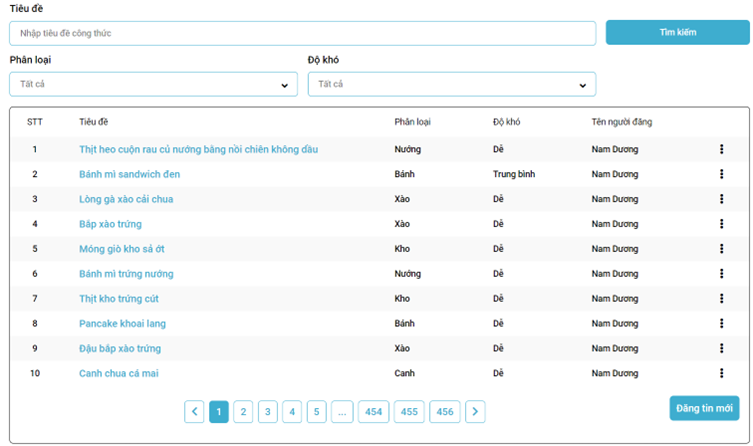 Tiêu đề
Nhập tiêu đề công thức
Tìm kiếm
Phân loại Độ khó
Tất cả Tất cả
STT Tiêu đề Phân loại Độ khó Tên người đăng
1 Thịt heo cuộn rau củ nướng bằng nồi chiên không dầu Nướng Dễ Nam Dương
2 Bánh mì sandwich đen Bánh Trung bình Nam Dương
3 Lòng gà xào cải chua Xào Dễ Nam Dương
4 Bắp xào trứng Xào Dễ Nam Dương
5 Móng giò kho sả ớt Kho Dễ Nam Dương
6 Bánh mì trứng nướng Nướng Dễ Nam Dương
7 Thịt kho trứng cút Kho Dễ Nam Dương
8 Pancake khoai lang Bánh Dễ Nam Dương
9 Đậu bắp xào trứng Xào Dễ Nam Dương
10 Canh chua cá mai Canh Dễ Nam Dương
< 1 2 3 4 5 ... 454 455 456 >
Đăng tin mới